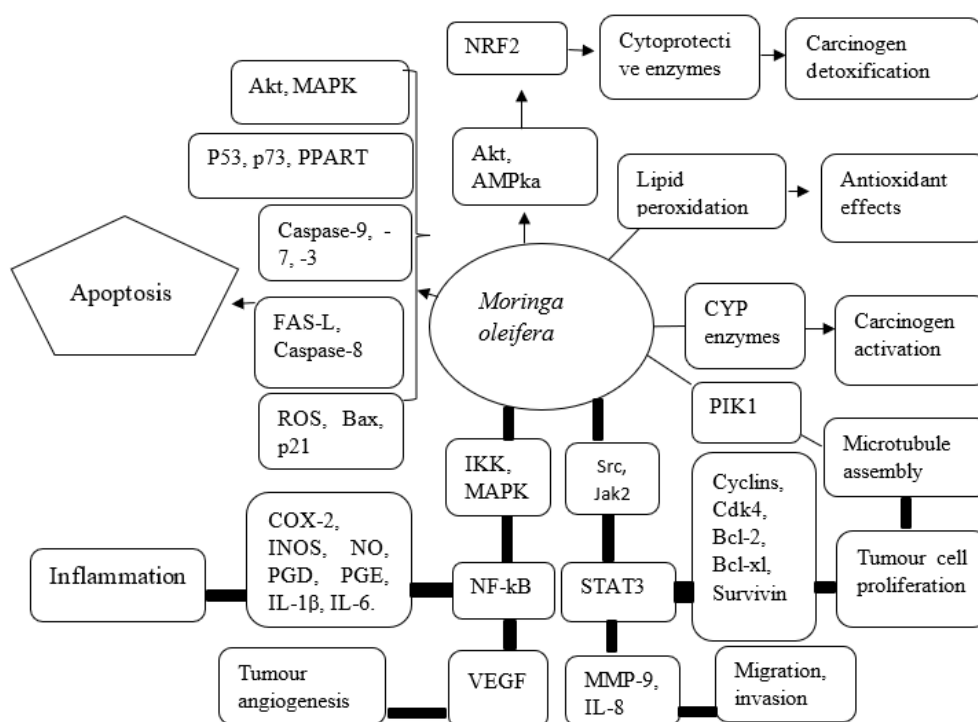 NRF2
Cytoprotecti
ve enzymes
Carcinogen
detoxification
Akt, MAPK
P53, p73, PPART
Akt,
AMPka
Lipid
peroxidation
Antioxidant
effects
Caspase-9, -
7, -3
Apoptosis
Moringa
oleifera
FAS-L,
Caspase-8
CYP
enzymes
Carcinogen
activation
ROS, Bax,
p21
PIK1
Microtubule
assembly
IKK,
MAPK
Src,
Jak2
Cyclins,
Cdk4,
Bcl-2,
Bcl-xl,
Survivin
COX-2,
INOS, NO,
PGD, PGE,
IL-1β, IL-6.
Inflammation
NF-kB
STAT3
Tumour cell
proliferation
Tumour
angiogenesis
VEGF
MMP-9,
IL-8
Migration,
invasion